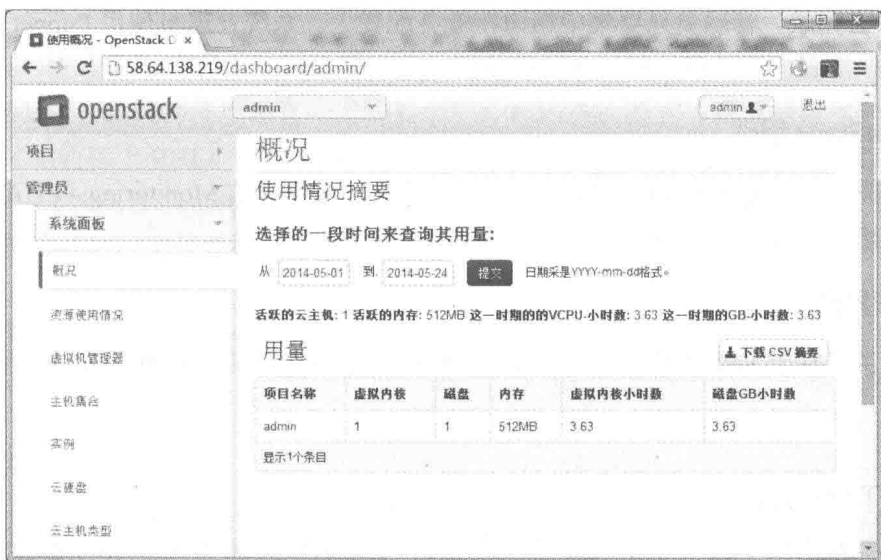 使用概况 - OpenStack D
58.64.138.219/dashboard/admin/
openstack
admin
admin
退出
项目
管理员
系统面板
概况
资源使用情况
虚拟机管理器
主机集合
实例
云硬盘
云主机类型
概况
使用情况摘要
选择的一段时间来查询其用量:
从 2014-05-01 到 2014-05-24 提交 日期采是YYYY-mm-dd格式。
活跃的云主机: 1 活跃的内存: 512MB 这一时期的的VCPU-小时数: 3.63 这一时期的GB-小时数: 3.63
用量
下载 CSV 摘要
项目名称 虚拟内核 磁盘 内存 虚拟内核小时数 磁盘GB小时数
admin 1 1 512MB 3.63 3.63
显示1个条目